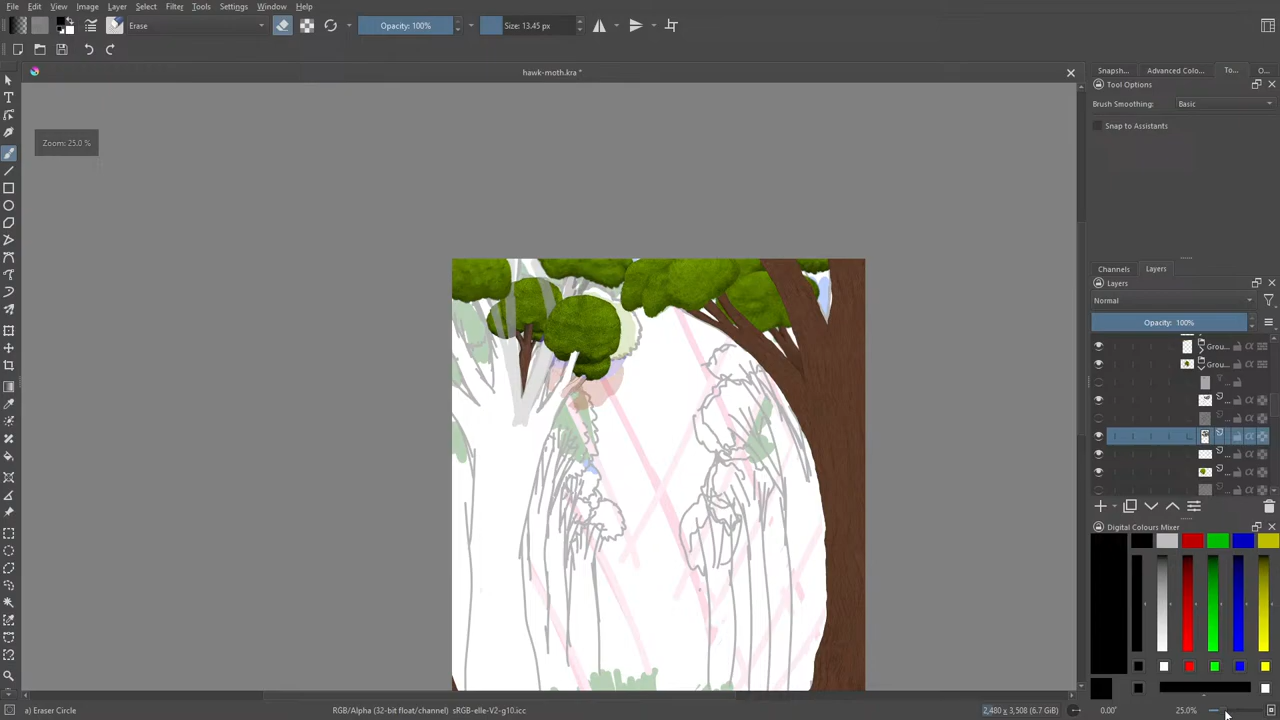 File Edit View Image Layer Select Filter Tools Settings Window Help
Erase Opacity: 100% Size: 13.45 px
hawk-moth.kra *
Snapsh... Advanced Colo... To... O...
Tool Options
Brush Smoothing: Basic
Snap to Assistants
Zoom: 25.0 %
Channels Layers
Layers
Normal
Opacity: 100%
Grou...
Grou...
Digital Colours Mixer
a) Eraser Circle RGB/Alpha (32-bit float/channel) sRGB-elle-V2-g10.icc 2,480 x 3,508 (6.7 GiB) 0.00° 25.0%